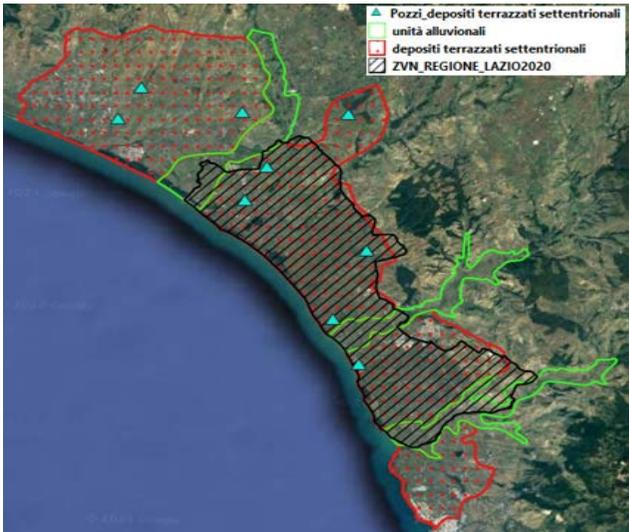 Pozzi_depositi terrazzati settentrionali
unità alluvionali
depositi terrazzati settentrionali
ZVN_REGIONE_LAZIO2020